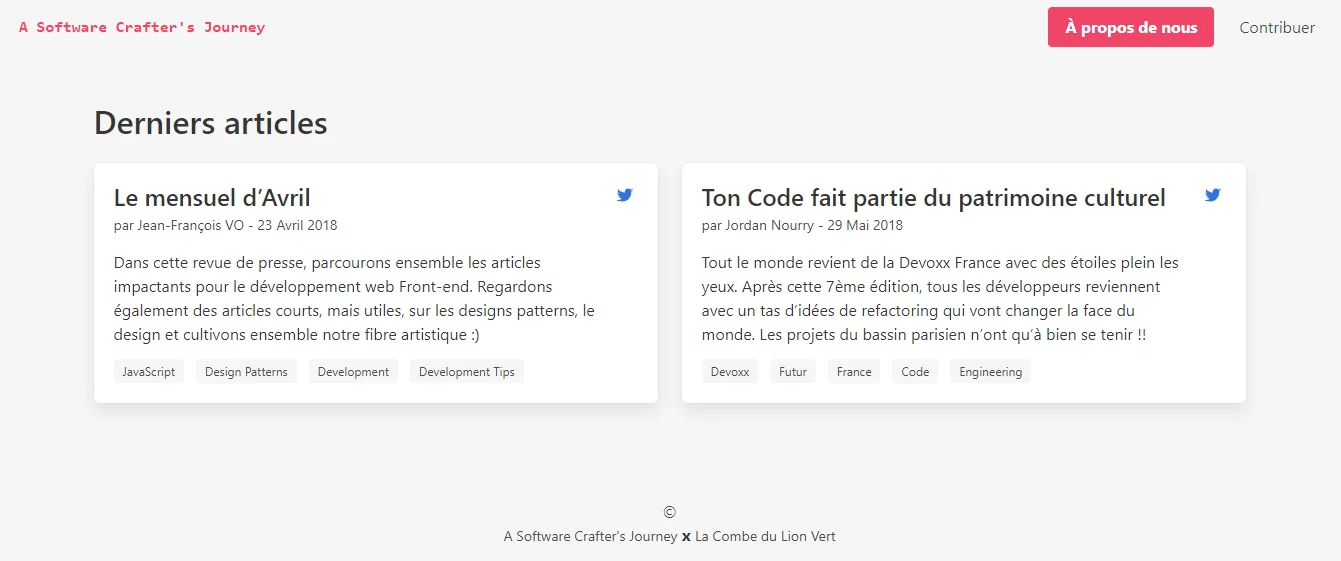 A Software Crafter's Journey
À propos de nous
Contribuer
Derniers articles
Le mensuel d’Avril
par Jean-François VO - 23 Avril 2018
Dans cette revue de presse, parcourons ensemble les articles
impactants pour le développement web Front-end. Regardons
également des articles courts, mais utiles, sur les designs patterns, le
design et cultivons ensemble notre fibre artistique :)
JavaScript Design Patterns Development Development Tips
Ton Code fait partie du patrimoine culturel
par Jordan Nourry - 29 Mai 2018
Tout le monde revient de la Devoxx France avec des étoiles plein les
yeux. Après cette 7ème édition, tous les développeurs reviennent
avec un tas d’idées de refactoring qui vont changer la face du
monde. Les projets du bassin parisien n’ont qu’à bien se tenir !!
Devoxx Futur France Code Engineering
©
A Software Crafter's Journey x La Combe du Lion Vert